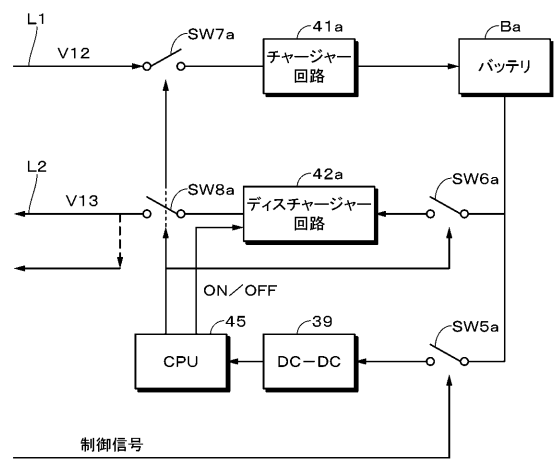 L1
V12
SW7a
41a
チャージャー
回路
Ba
バッテリ
L2
V13
SW8a
42a
ディスチャージャー
回路
SW6a
ON／OFF
45
CPU
39
DC－DC
SW5a
制御信号